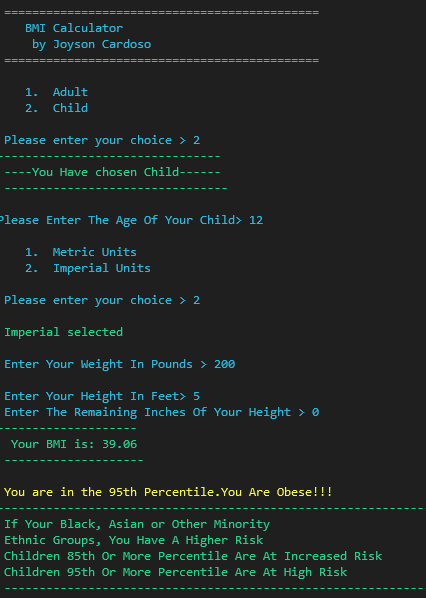 =============================================
BMI Calculator
by Joyson Cardoso
=============================================
1. Adult
2. Child
Please enter your choice > 2
--------------------------------
----You Have chosen Child------
--------------------------------
Please Enter The Age Of Your Child> 12
1. Metric Units
2. Imperial Units
Please enter your choice > 2
Imperial selected
Enter Your Weight In Pounds > 200
Enter Your Height In Feet> 5
Enter The Remaining Inches Of Your Height > 0
--------------------
Your BMI is: 39.06
--------------------
You are in the 95th Percentile.You Are Obese!!!
-------------------------------------------------------------
If Your Black, Asian or Other Minority
Ethnic Groups, You Have A Higher Risk
Children 85th Or More Percentile Are At Increased Risk
Children 95th Or More Percentile Are At High Risk
-------------------------------------------------------------